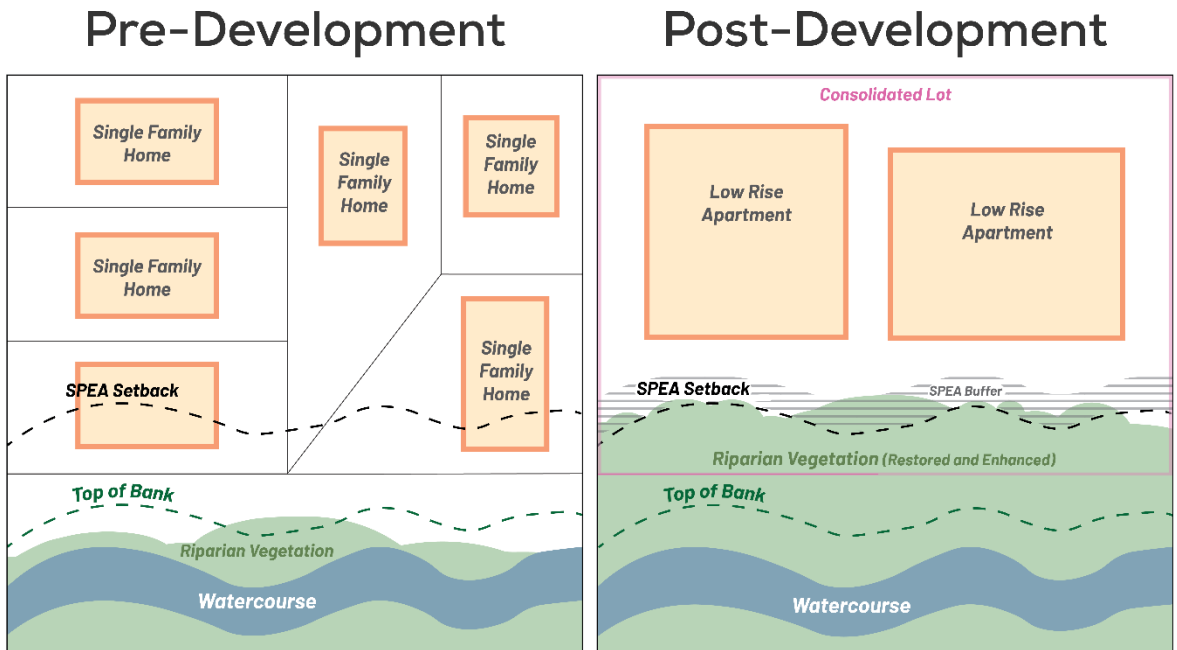 Pre-Development
Single Family
Home
Single
Family
Home
Single
Family
Home
Single Family
Home
Single
Family
Home
SPEA Setback
Top of Bank
Riparian Vegetation
Watercourse
Post-Development
Consolidated Lot
Low Rise
Apartment
Low Rise
Apartment
SPEA Setback
SPEA Buffer
Riparian Vegetation (Restored and Enhanced)
Top of Bank
Watercourse